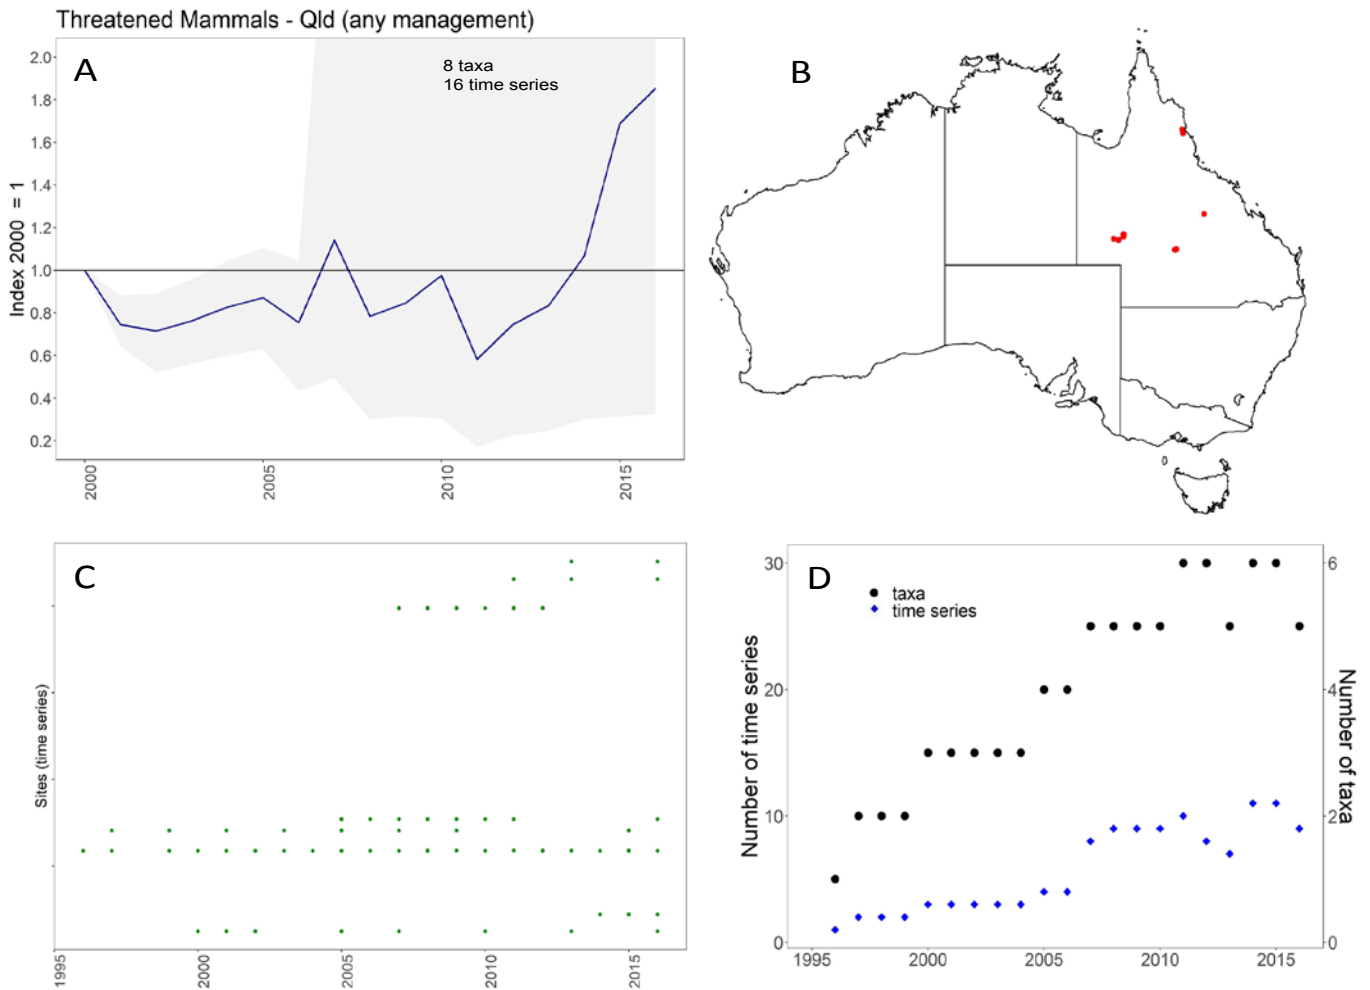 Threatened Mammals - Qld (any management)
A
8 taxa
16 time series
2.0
1.8
1.6
1.4
1.2
1.0
0.8
0.6
0.4
0.2
Index 2000 = 1
2000
2005
2010
2015
B
C
Sites (time series)
1995
2000
2005
2010
2015
D
taxa
time series
30
20
10
0
Number of time series
6
4
2
0
Number of taxa
1995
2000
2005
2010
2015